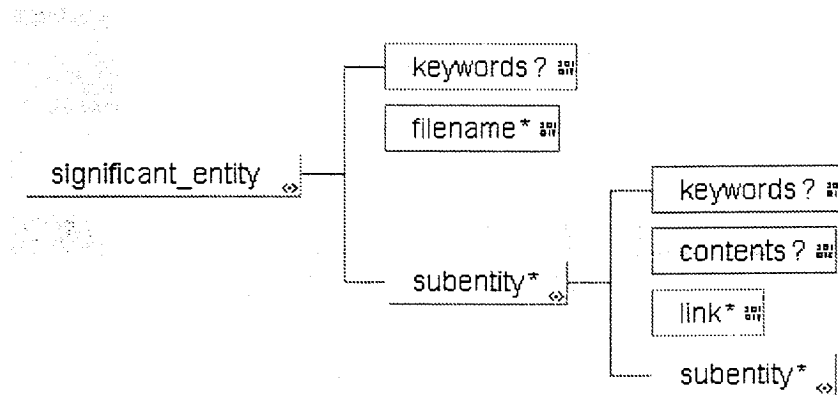 keywords?
filename*
significant_entity
keywords?
subentity*
contents?
link*
subentity*